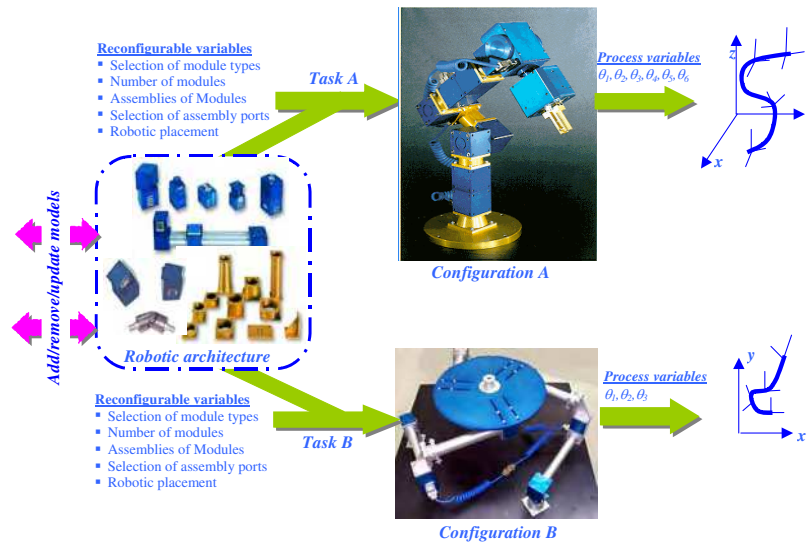 Reconfigurable variables
▪ Selection of module types
▪ Number of modules
▪ Assemblies of Modules
▪ Selection of assembly ports
▪ Robotic placement
Task A
Process variables
θ₁,θ₂,θ₃,θ₄,θ₅,θ₆
z
x
Configuration A
Add/remove/update models
Robotic architecture
Reconfigurable variables
▪ Selection of module types
▪ Number of modules
▪ Assemblies of Modules
▪ Selection of assembly ports
▪ Robotic placement
Task B
Process variables
θ₁,θ₂,θ₃
y
x
Configuration B